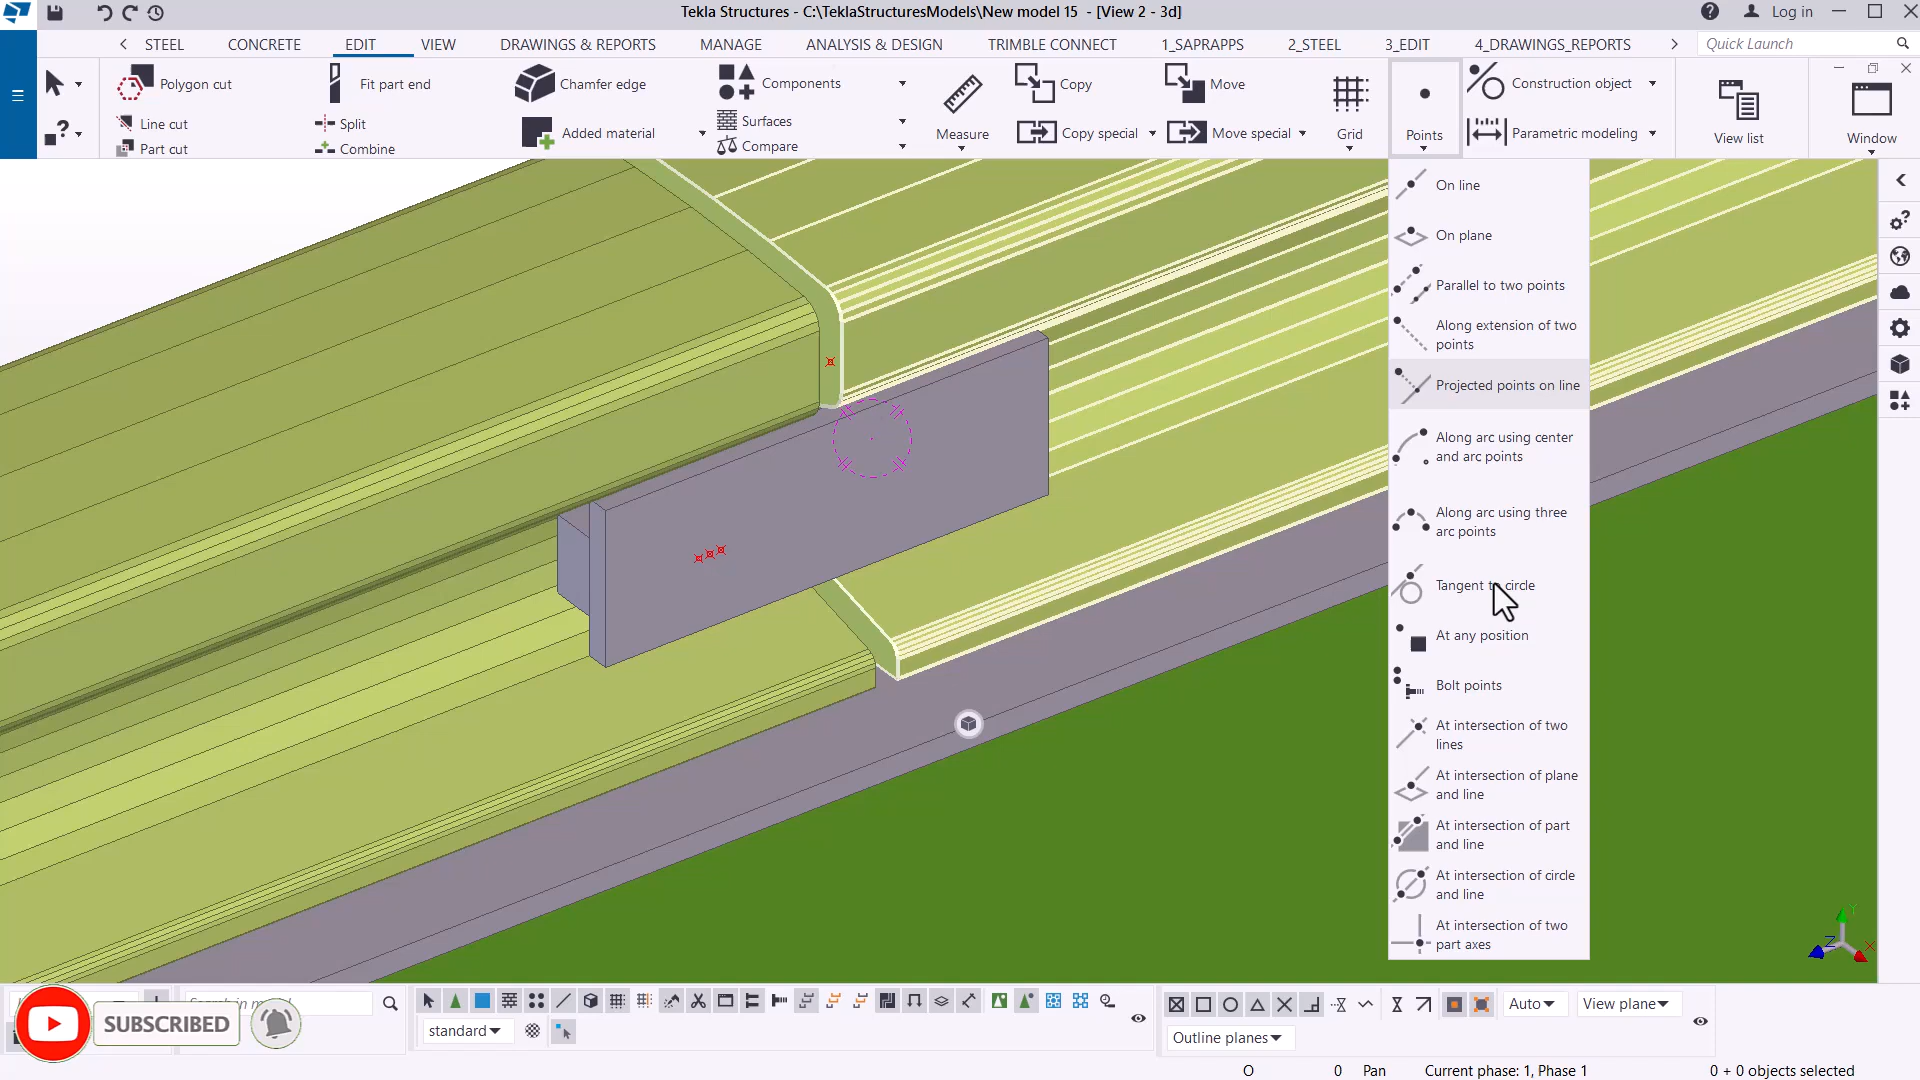 Tekla Structures - C:\TeklaStructuresModels\New model 15 - [View 2 - 3d]
Log in
STEEL
CONCRETE
EDIT
VIEW
DRAWINGS & REPORTS
MANAGE
ANALYSIS & DESIGN
TRIMBLE CONNECT
1_SAPRAPPS
2_STEEL
3_EDIT
4_DRAWINGS_REPORTS
Quick Launch
Polygon cut
Line cut
Part cut
Fit part end
Split
Combine
Chamfer edge
Added material
Components
Surfaces
Compare
Measure
Copy
Copy special
Move
Move special
Grid
Points
Construction object
Parametric modeling
View list
Window
On line
On plane
Parallel to two points
Along extension of two
points
Projected points on line
Along arc using center
and arc points
Along arc using three
arc points
Tangent to circle
At any position
Bolt points
At intersection of two
lines
At intersection of plane
and line
At intersection of part
and line
At intersection of circle
and line
At intersection of two
part axes
Y
Z
X
SUBSCRIBED
standard
Auto
View plane
Outline planes
O
0
Pan
Current phase: 1, Phase 1
0 + 0 objects selected